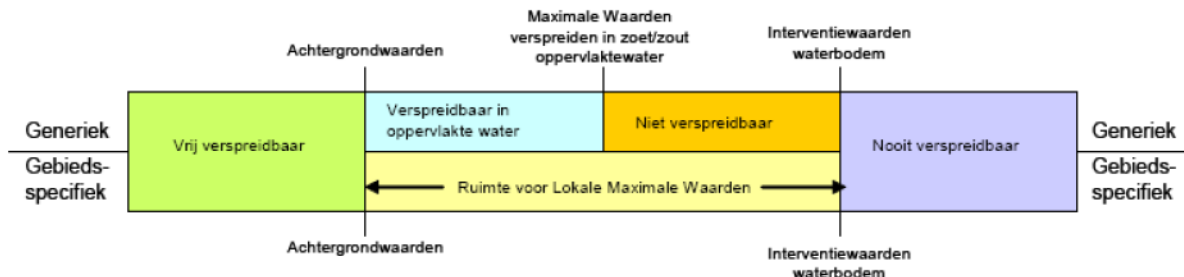 Maximale Waarden
verspreiden in zoet/zout
oppervlaktewater
Achtergrondwaarden
Interventiewaarden
waterbodem
Generiek
Gebieds-
specifiek
Vrij verspreidbaar
Verspreidbaar in
oppervlakte water
Niet verspreidbaar
Nooit verspreidbaar
Ruimte voor Lokale Maximale Waarden
Generiek
Gebieds-
specifiek
Achtergrondwaarden
Interventiewaarden
waterbodem